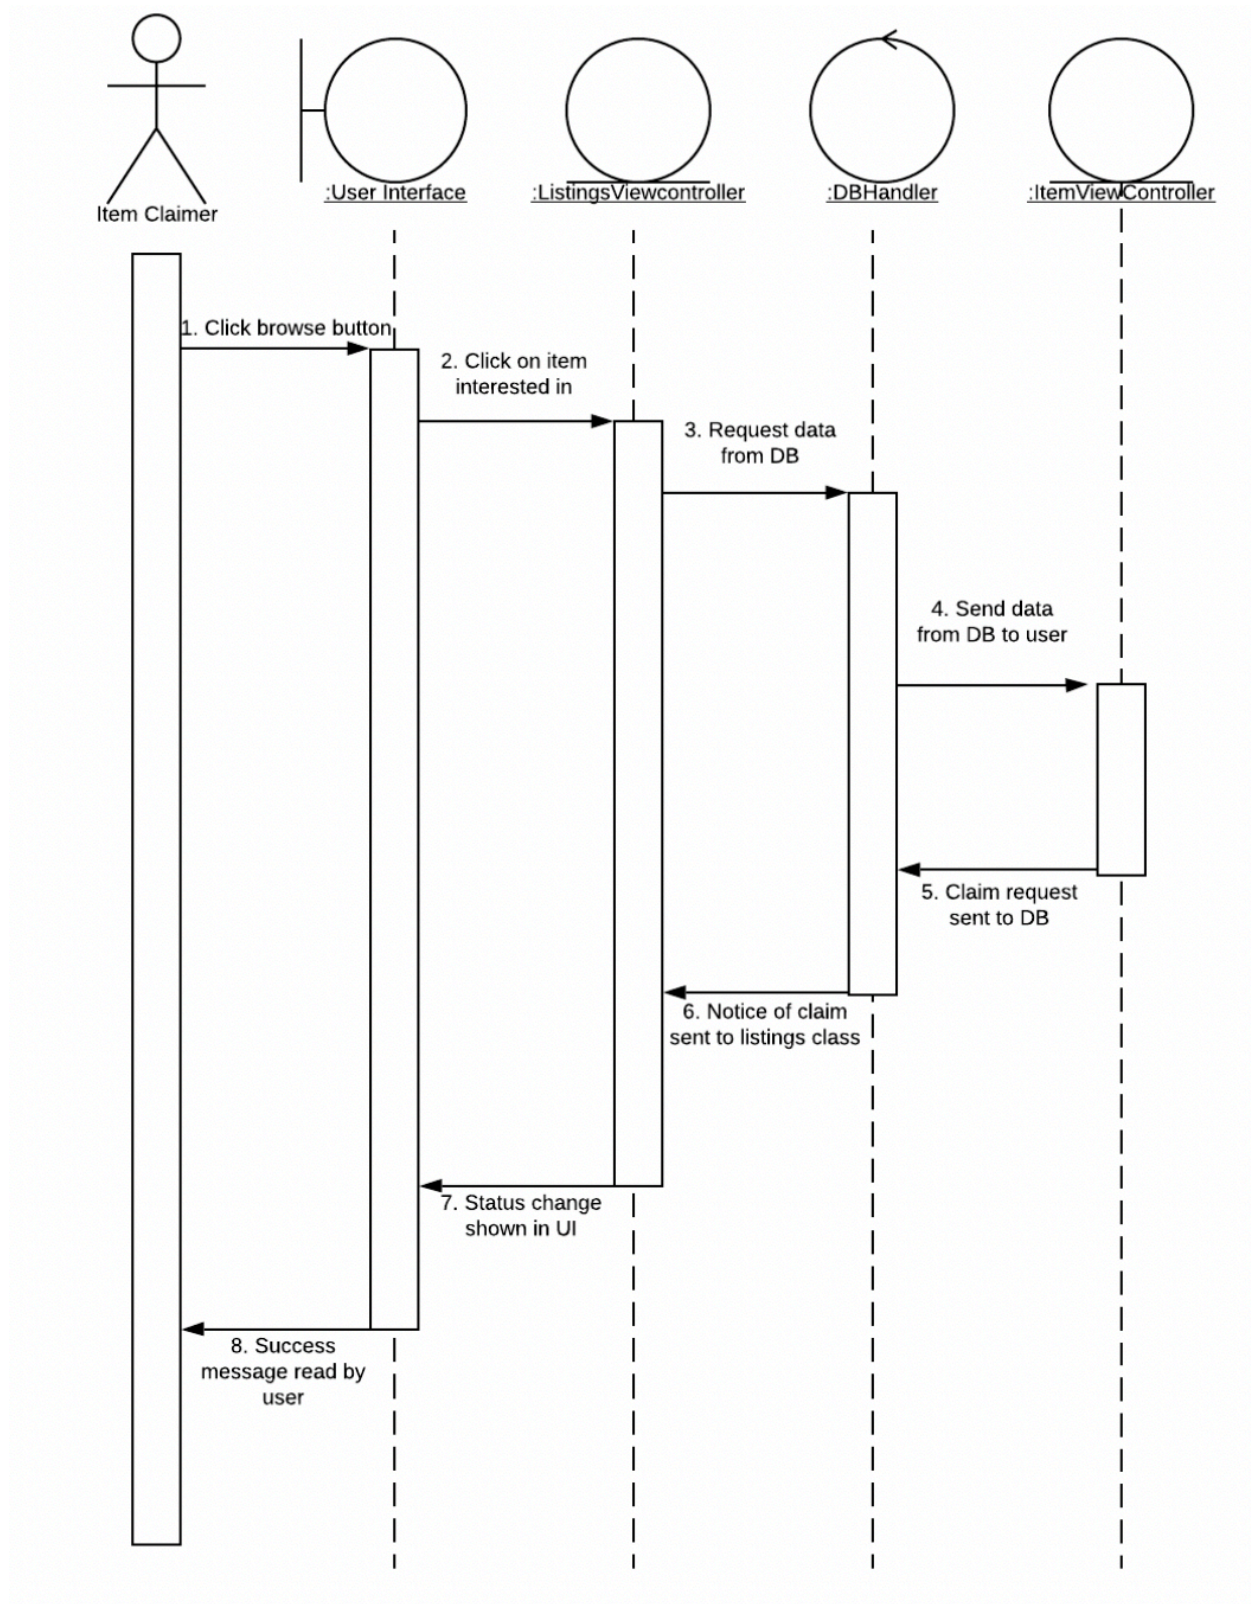 Item Claimer
:User Interface
:ListingsViewcontroller
:DBHandler
:ItemViewController
1. Click browse button
2. Click on item
interested in
3. Request data
from DB
4. Send data
from DB to user
5. Claim request
sent to DB
6. Notice of claim
sent to listings class
7. Status change
shown in UI
8. Success
message read by
user